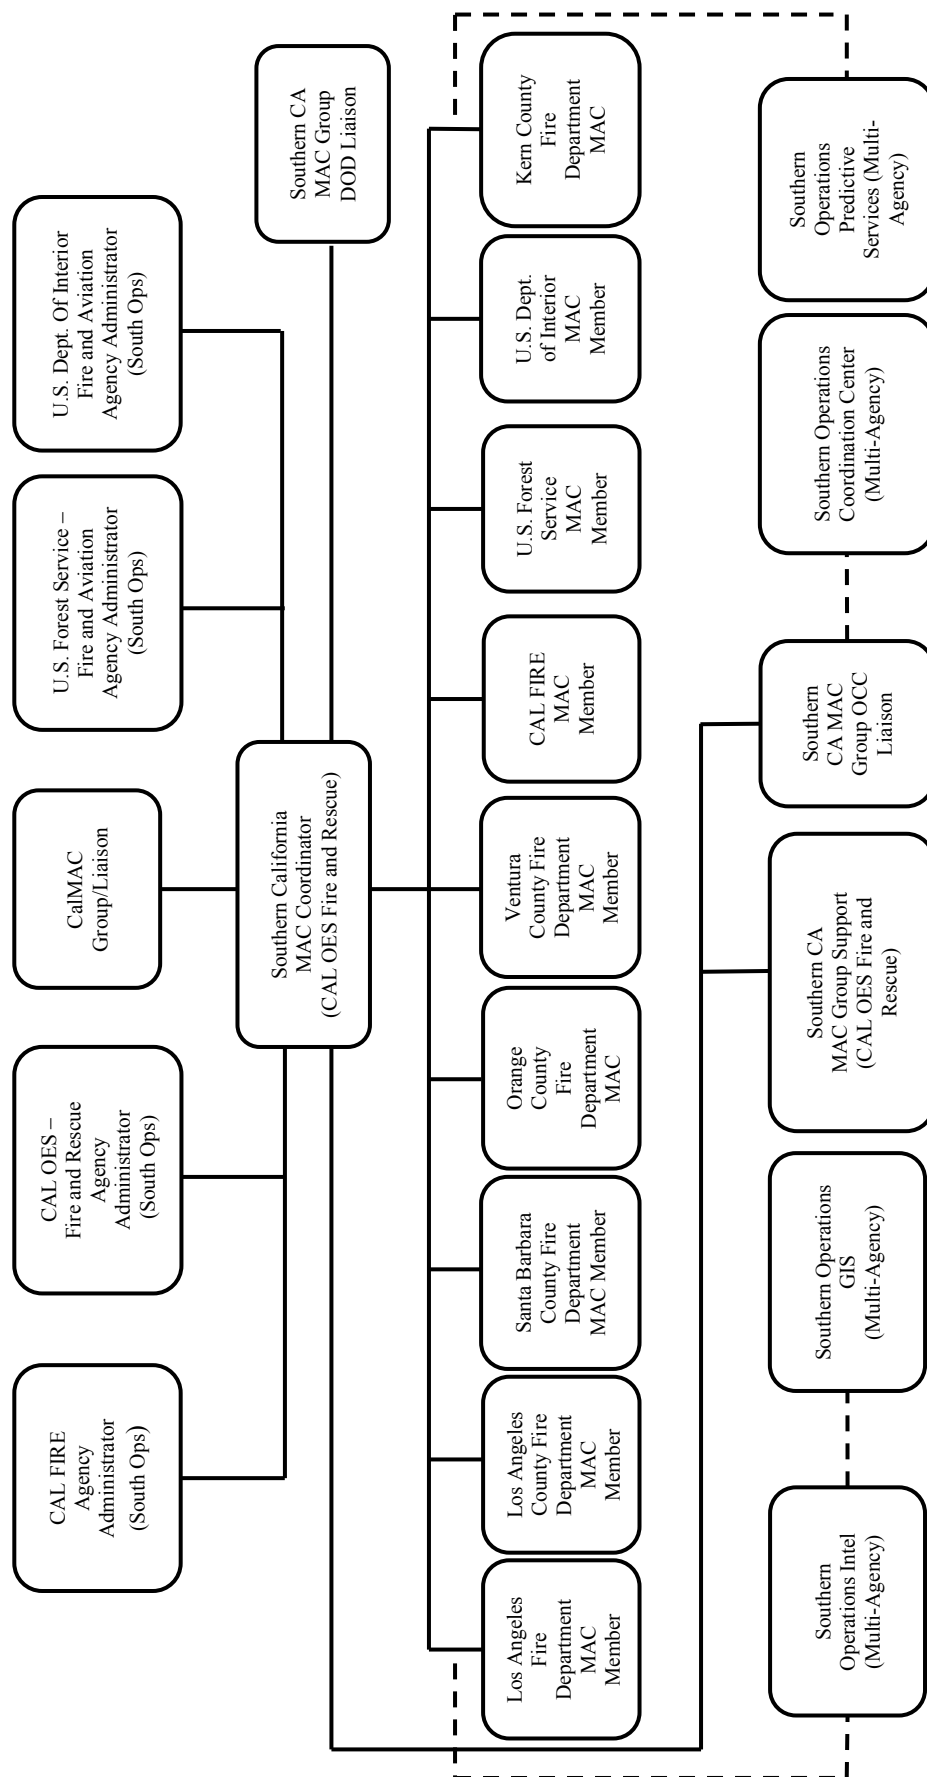 CAL FIRE
Agency
Administrator
(South Ops)
CAL OES –
Fire and Rescue
Agency
Administrator
(South Ops)
CalMAC
Group/Liaison
U.S. Forest Service –
Fire and Aviation
Agency Administrator
(South Ops)
U.S. Dept. Of Interior
Fire and Aviation
Agency Administrator
(South Ops)
Southern California
MAC Coordinator
(CAL OES Fire and Rescue)
Southern CA
MAC Group
DOD Liaison
Los Angeles
Fire
Department
MAC
Member
Los Angeles
County Fire
Department
MAC
Member
Santa Barbara
County Fire
Department
MAC Member
Orange
County
Fire
Department
MAC
Ventura
County Fire
Department
MAC
Member
CAL FIRE
MAC
Member
U.S. Forest
Service
MAC
Member
U.S. Dept.
of Interior
MAC
Member
Kern County
Fire
Department
MAC
Southern
Operations Intel
(Multi-Agency)
Southern Operations
GIS
(Multi-Agency)
Southern CA
MAC Group Support
(CAL OES Fire and
Rescue)
Southern
CA MAC
Group OCC
Liaison
Southern Operations
Coordination Center
(Multi-Agency)
Southern
Operations
Predictive
Services (Multi-
Agency)